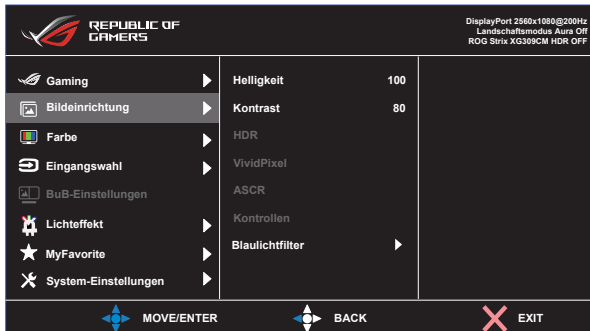 REPUBLIC OF
GAMERS
DisplayPort 2560x1080@200Hz
Landschaftsmodus Aura Off
ROG Strix XG309CM HDR OFF
Gaming
Bildeinrichtung
Farbe
Eingangswahl
BuB-Einstellungen
Lichteffekt
MyFavorite
System-Einstellungen
Helligkeit 100
Kontrast 80
HDR
VividPixel
ASCR
Kontrollen
Blaulichtfilter
MOVE/ENTER
BACK
EXIT